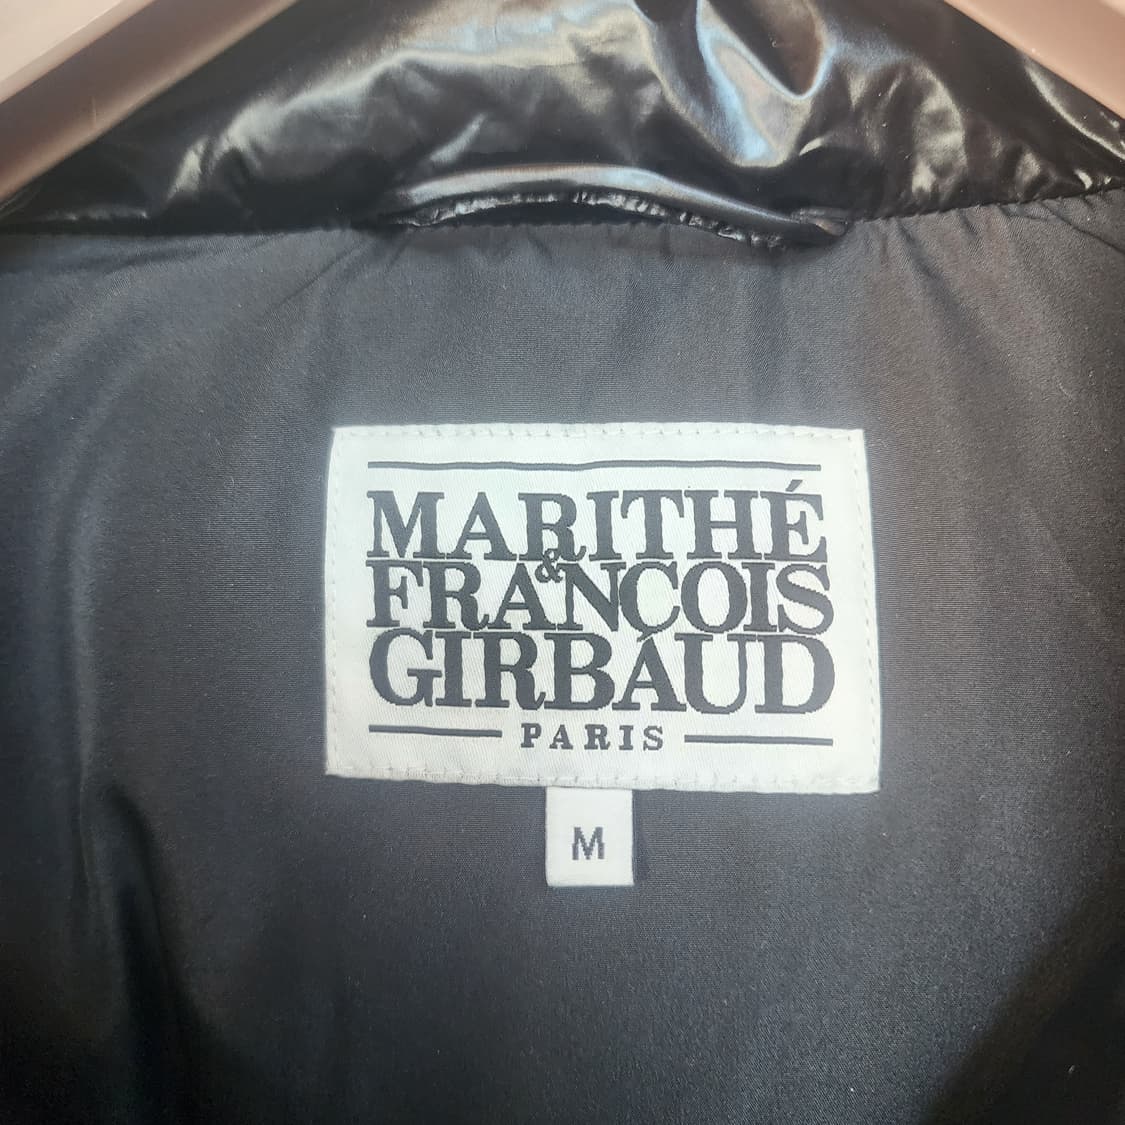 MARITHÉ
&
FRANÇOIS
GIRBAUD
PARIS
M